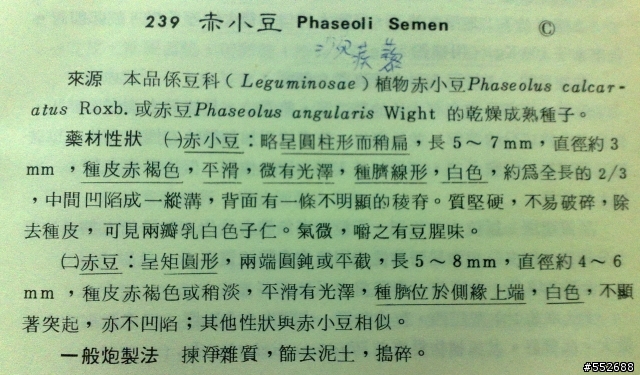 239 赤小豆 Phaseoli Semen ©
蒺藜
來源 本品係豆科(Leguminosae)植物赤小豆Phaseolus calcar-
atus Roxb. 或赤豆Phaseolus angularis Wight 的乾燥成熟種子。
藥材性狀 ㈠赤小豆：略呈圓柱形而稍扁，長 5～7mm，直徑約 3
mm，種皮赤褐色，平滑，微有光澤，種臍線形，白色，約爲全長的 2/3
，中間凹陷成一縱溝，背面有一條不明顯的稜脊。質堅硬，不易破碎，除
去種皮，可見兩瓣乳白色子仁。氣微，嚼之有豆腥味。
㈡赤豆：呈矩圓形，兩端圓鈍或平截，長 5～8mm，直徑約 4～6
mm，種皮赤褐色或稍淡，平滑有光澤，種臍位於側緣上端，白色，不顯
著突起，亦不凹陷；其他性狀與赤小豆相似。
一般炮製法 揀淨雜質，篩去泥土，搗碎。
#552688